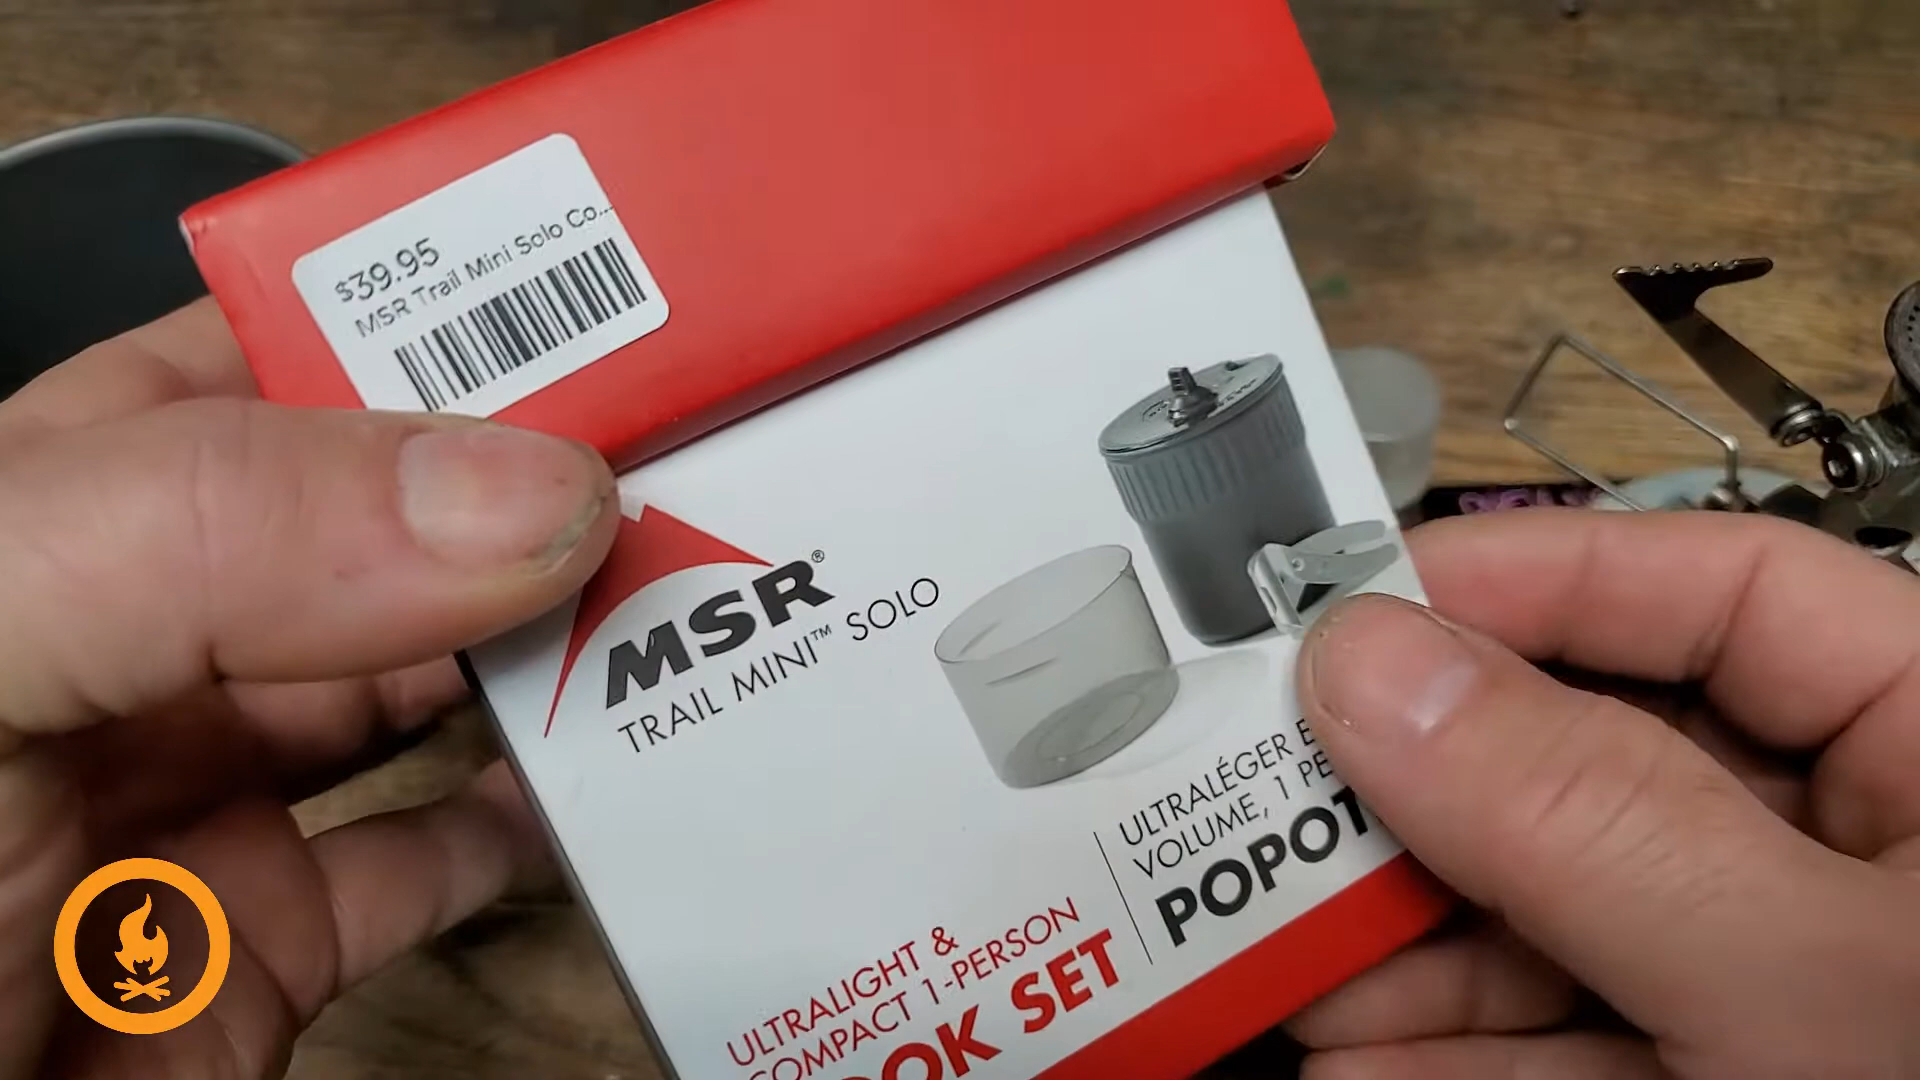 $39.95
MSR Trail Mini Solo Co...
MSR®
TRAIL MINI™ SOLO
ULTRALIGHT &
COMPACT 1-PERSON
OOK SET
ULTRALÉGER E
VOLUME, 1 PE
POPOT